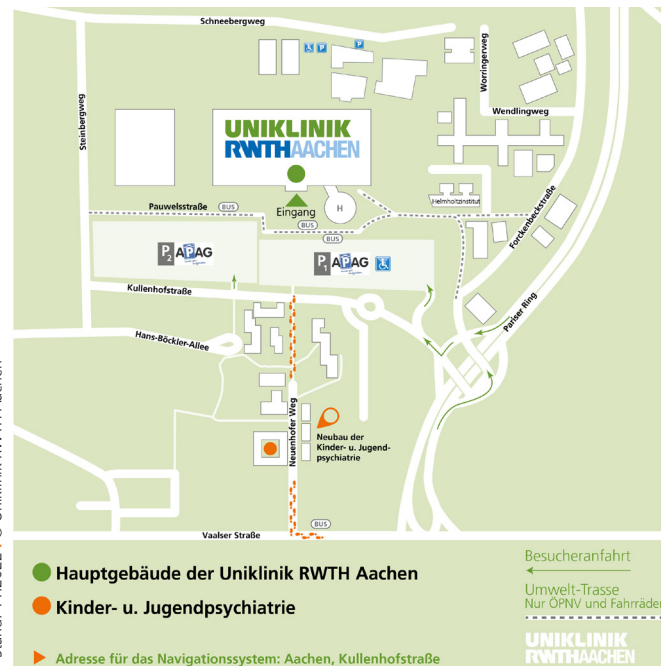 Schneebergweg
Steinbergweg
Worringerweg
Wendlingweg
UNIKLINIK
RWTHAACHEN
Eingang
H
Helmholtzinstitut
Pauwelsstraße
BUS
BUS
BUS
Forckenbeckstraße
P2 APAG
P1 APAG
Kullenhofstraße
Pariser Ring
Hans-Böckler-Allee
Neuenhofer Weg
Neubau der
Kinder- u. Jugend-
psychiatrie
BUS
Vaalser Straße
Hauptgebäude der Uniklinik RWTH Aachen
Kinder- u. Jugendpsychiatrie
Adresse für das Navigationssystem: Aachen, Kullenhofstraße
Besucheranfahrt
Umwelt-Trasse
Nur ÖPNV und Fahrräder
UNIKLINIK
RWTHAACHEN